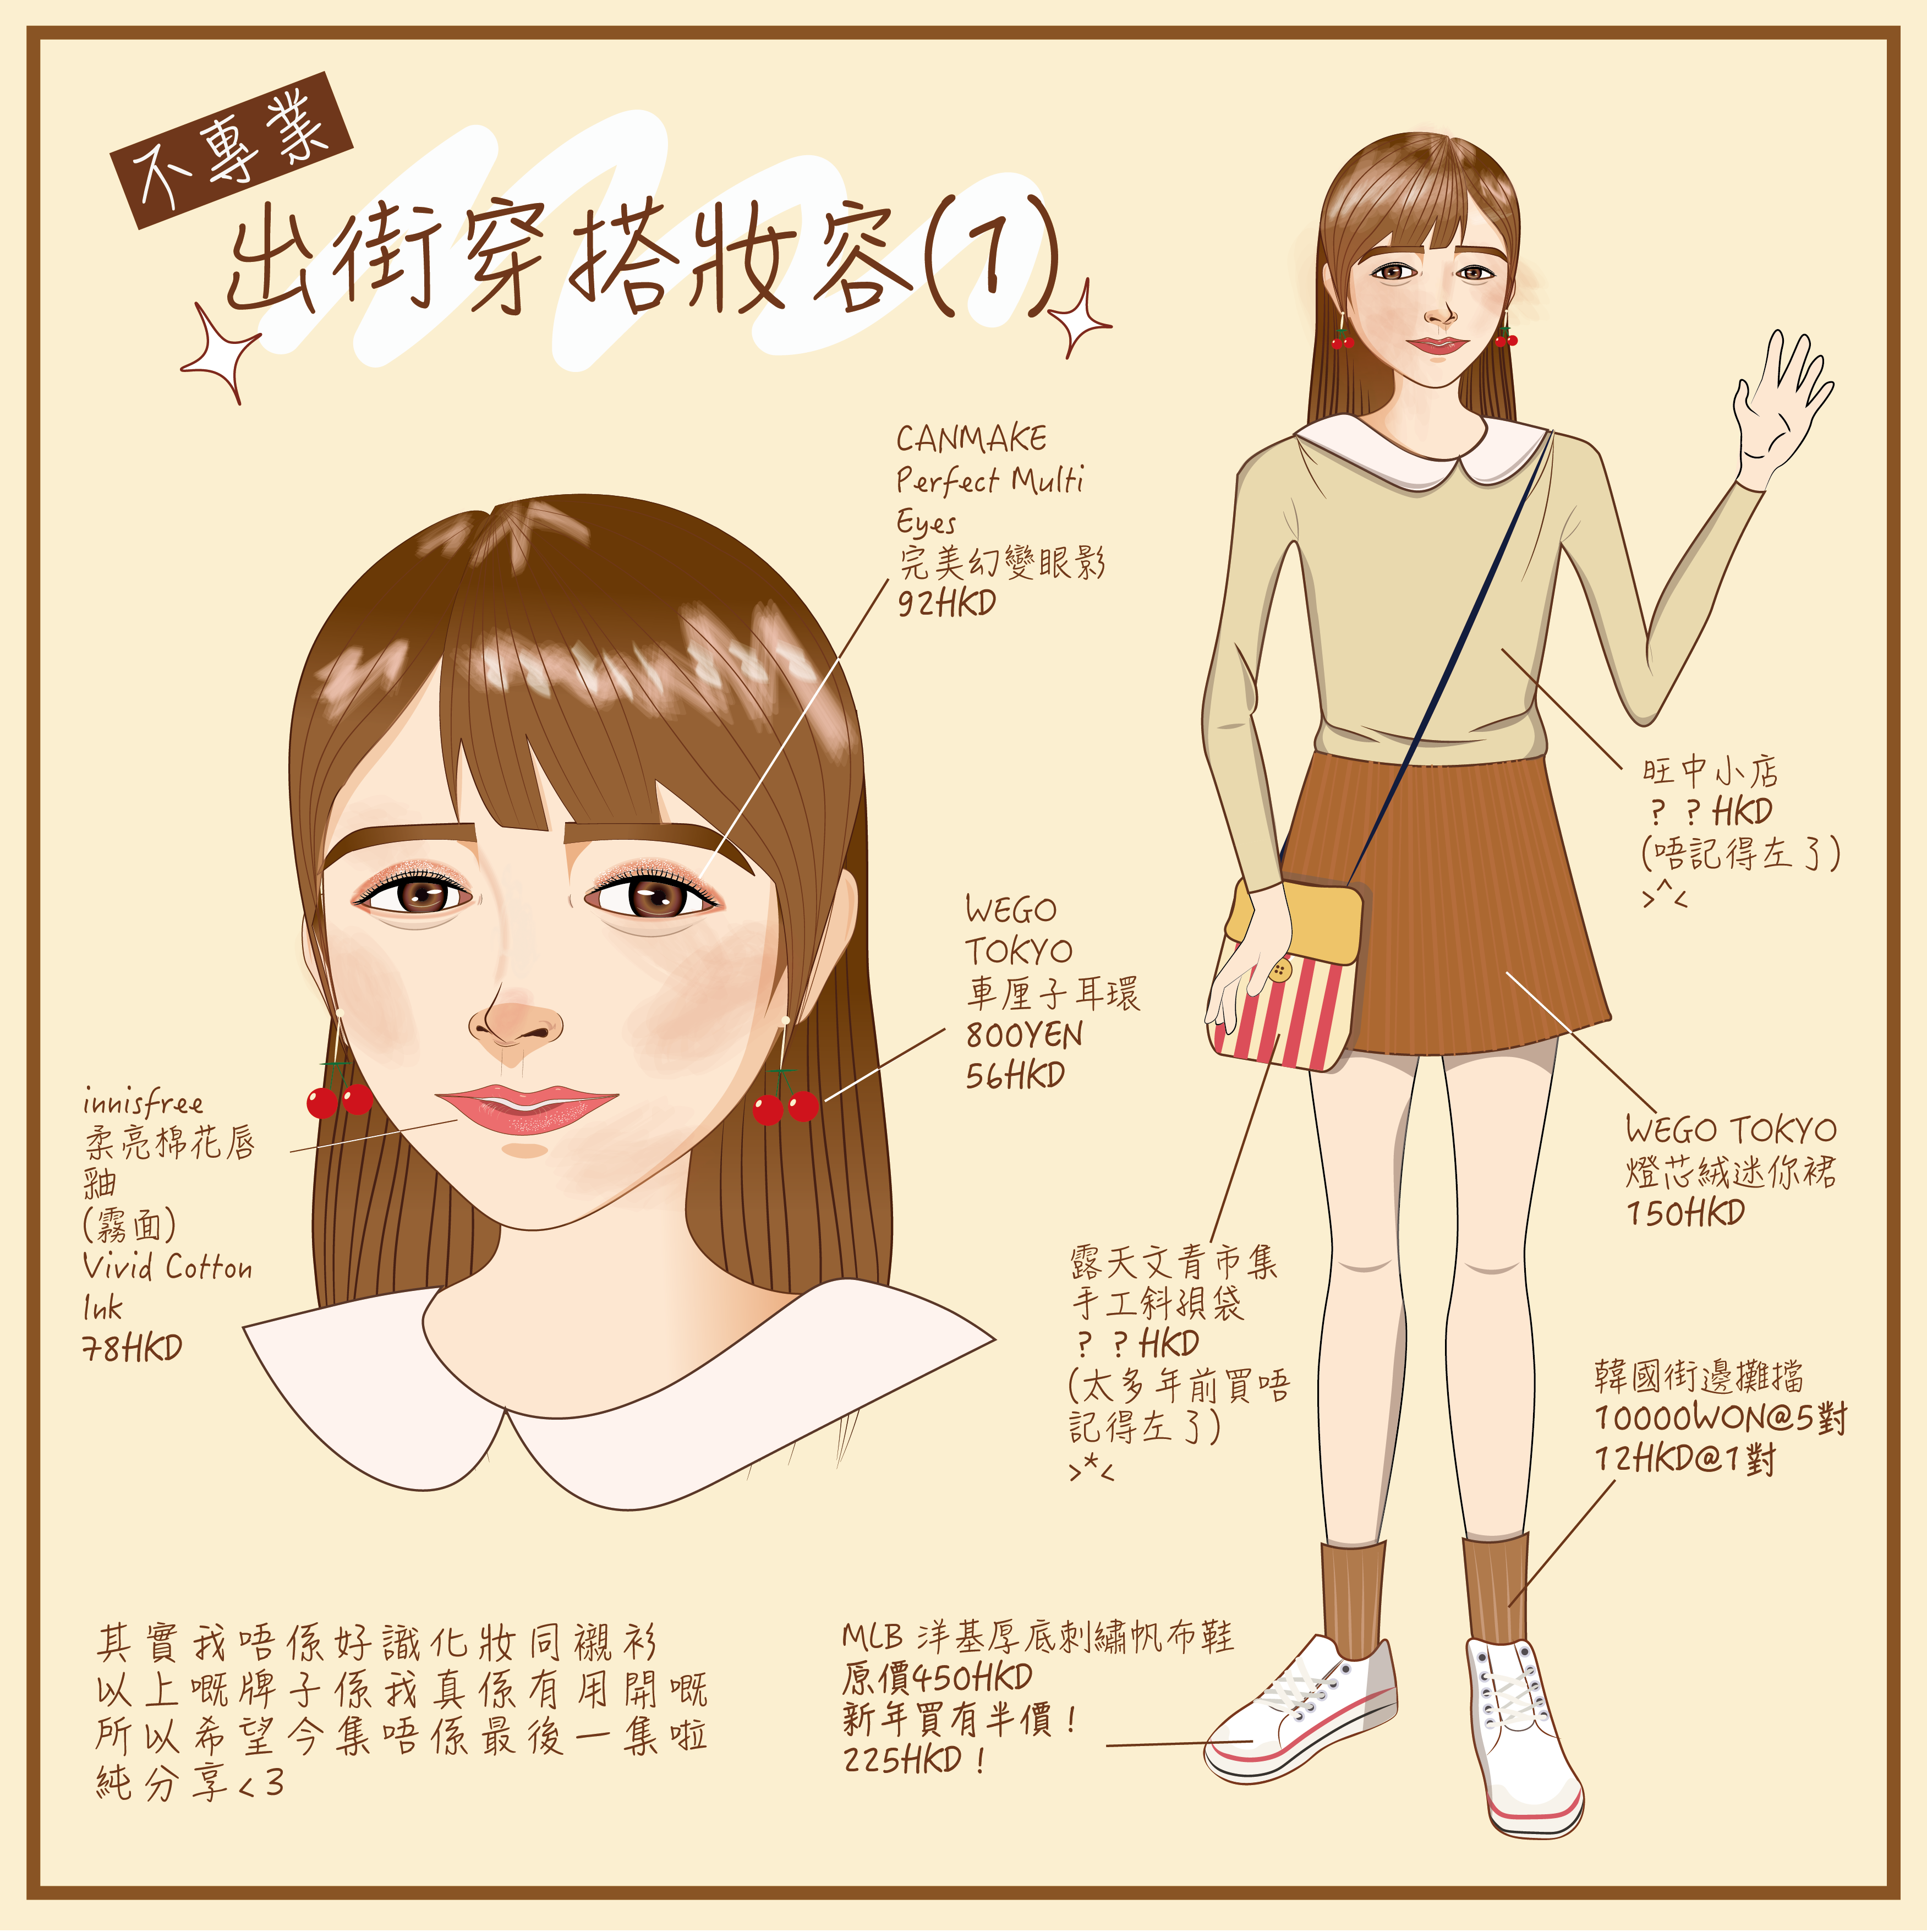 不專業
出街穿搭妝容(1)
CANMAKE
Perfect Multi
Eyes
完美幻變眼影
92HKD
WEGO
TOKYO
車厘子耳環
800YEN
56HKD
innisfree
柔亮棉花唇
釉
(霧面)
Vivid Cotton
Ink
78HKD
旺中小店
？？HKD
(唔記得左了)
>^<
WEGO TOKYO
燈芯絨迷你裙
150HKD
露天文青市集
手工斜孭袋
？？HKD
(太多年前買唔
記得左了)
>*<
韓國街邊攤擋
10000WON@5對
12HKD@1對
MLB 洋基厚底刺繡帆布鞋
原價450HKD
新年買有半價！
225HKD！
其實我唔係好識化妝同襯衫
以上嘅牌子係我真係有用開嘅
所以希望今集唔係最後一集啦
純分享<3